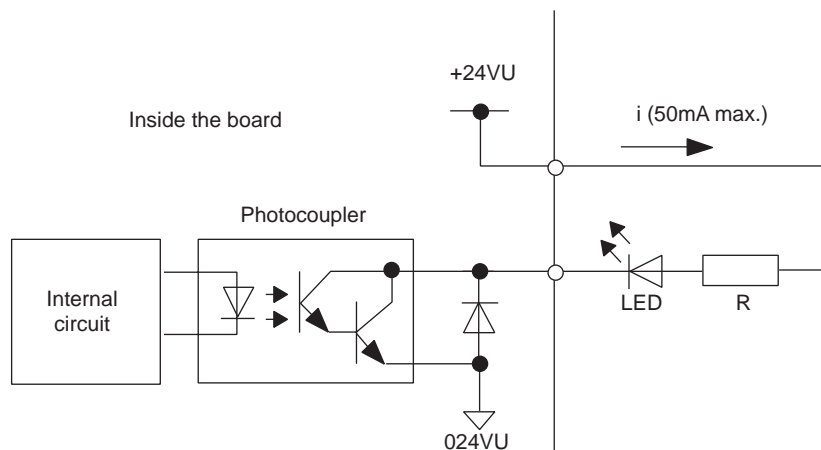 +24VU
Inside the board
i (50mA max.)
Photocoupler
Internal
circuit
LED
R
024VU